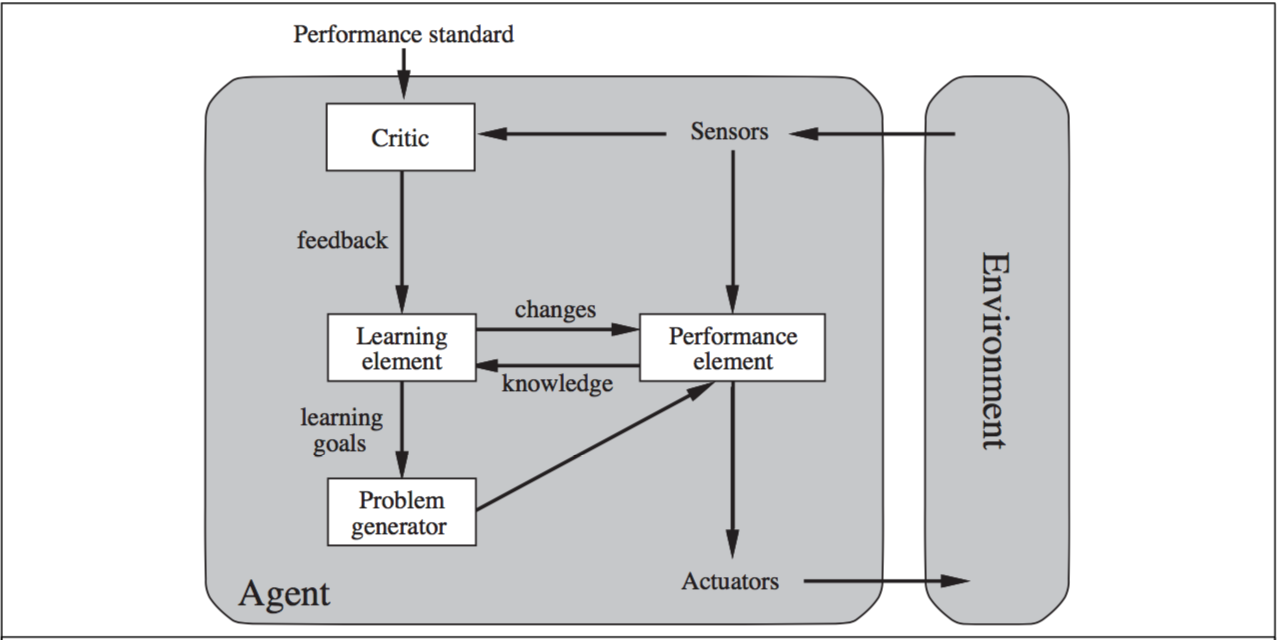 Performance standard
Critic
Sensors
feedback
changes
Learning
element
Performance
element
knowledge
learning
goals
Problem
generator
Agent
Actuators
Environment